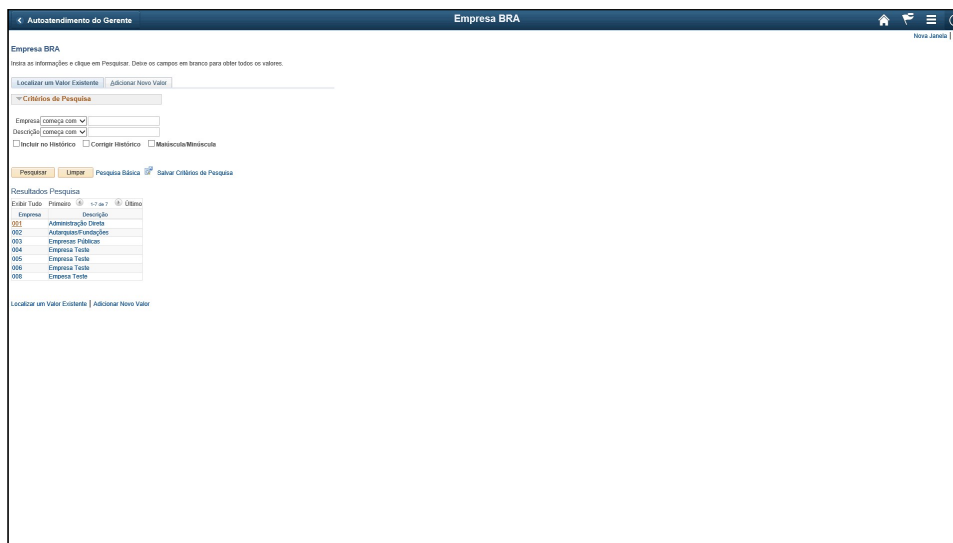 Autoatendimento do Gerente Empresa BRA
Nova Janela |
Empresa BRA
Insira as informações e clique em Pesquisar. Deixe os campos em branco para obter todos os valores.
Localizar um Valor Existente Adicionar Novo Valor
Critérios de Pesquisa
Empresa começa com
Descrição começa com
Incluir no Histórico Corrigir Histórico Maiúscula/Minúscula
Pesquisar Limpar Pesquisa Básica Salvar Critérios de Pesquisa
Resultados Pesquisa
Exibir Tudo Primeiro 1-7 de 7 Último
Empresa Descrição
001 Administração Direta
002 Autarquias/Fundações
003 Empresas Públicas
004 Empresa Teste
005 Empresa Teste
006 Empresa Teste
008 Empesa Teste
Localizar um Valor Existente | Adicionar Novo Valor